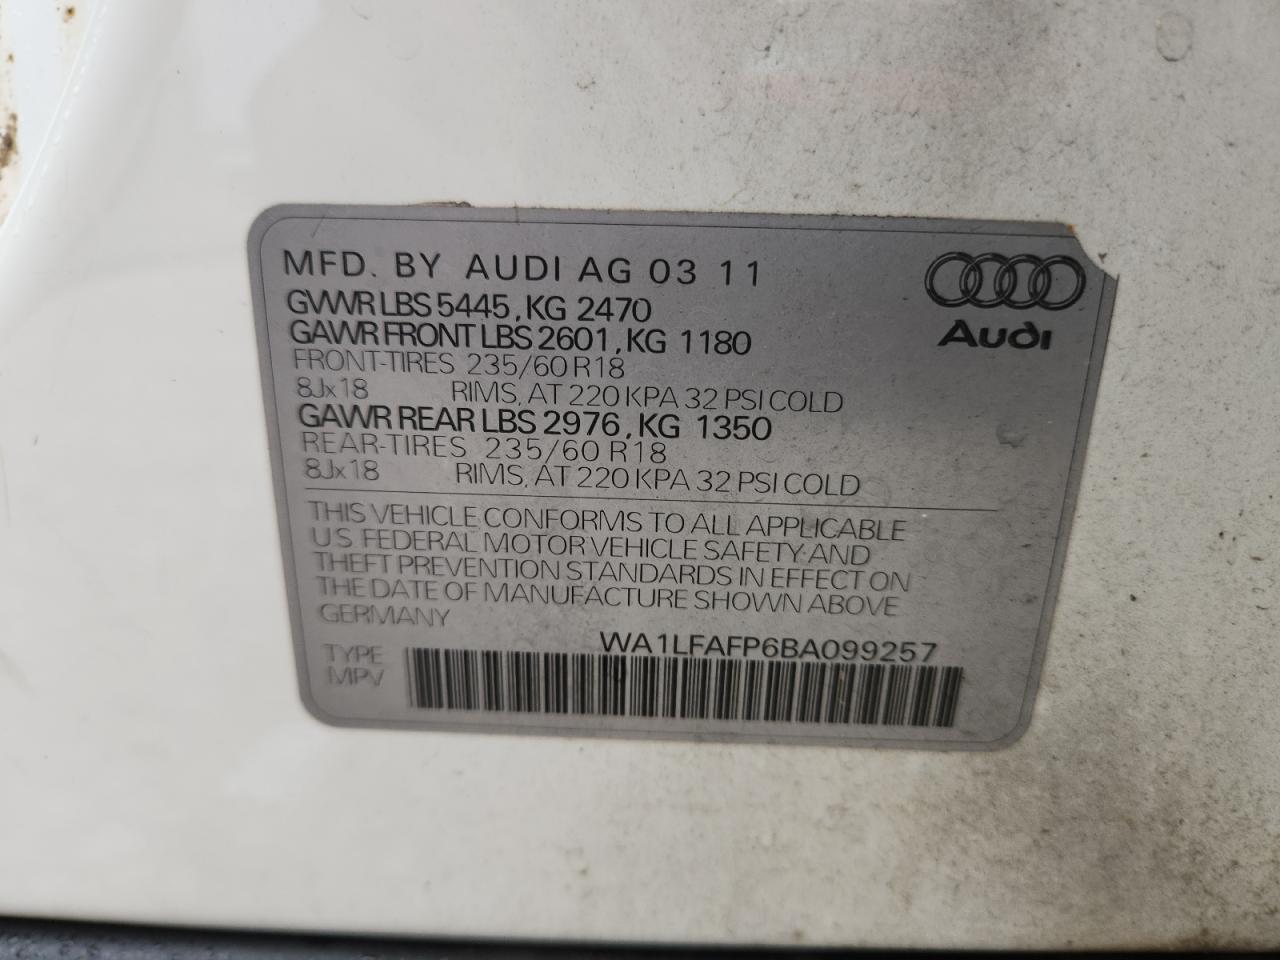 MFD. BY AUDI AG 03 11
GVWR LBS 5445, KG 2470
GAWR FRONT LBS 2601, KG 1180
FRONT-TIRES 235/60 R18
8Jx18 RIMS, AT 220 KPA 32 PSI COLD
GAWR REAR LBS 2976, KG 1350
REAR-TIRES 235/60 R18
8Jx18 RIMS, AT 220 KPA 32 PSI COLD
Audi
THIS VEHICLE CONFORMS TO ALL APPLICABLE
U.S. FEDERAL MOTOR VEHICLE SAFETY AND
THEFT PREVENTION STANDARDS IN EFFECT ON
THE DATE OF MANUFACTURE SHOWN ABOVE
GERMANY
WA1LFAFP6BA099257
TYPE
MPV